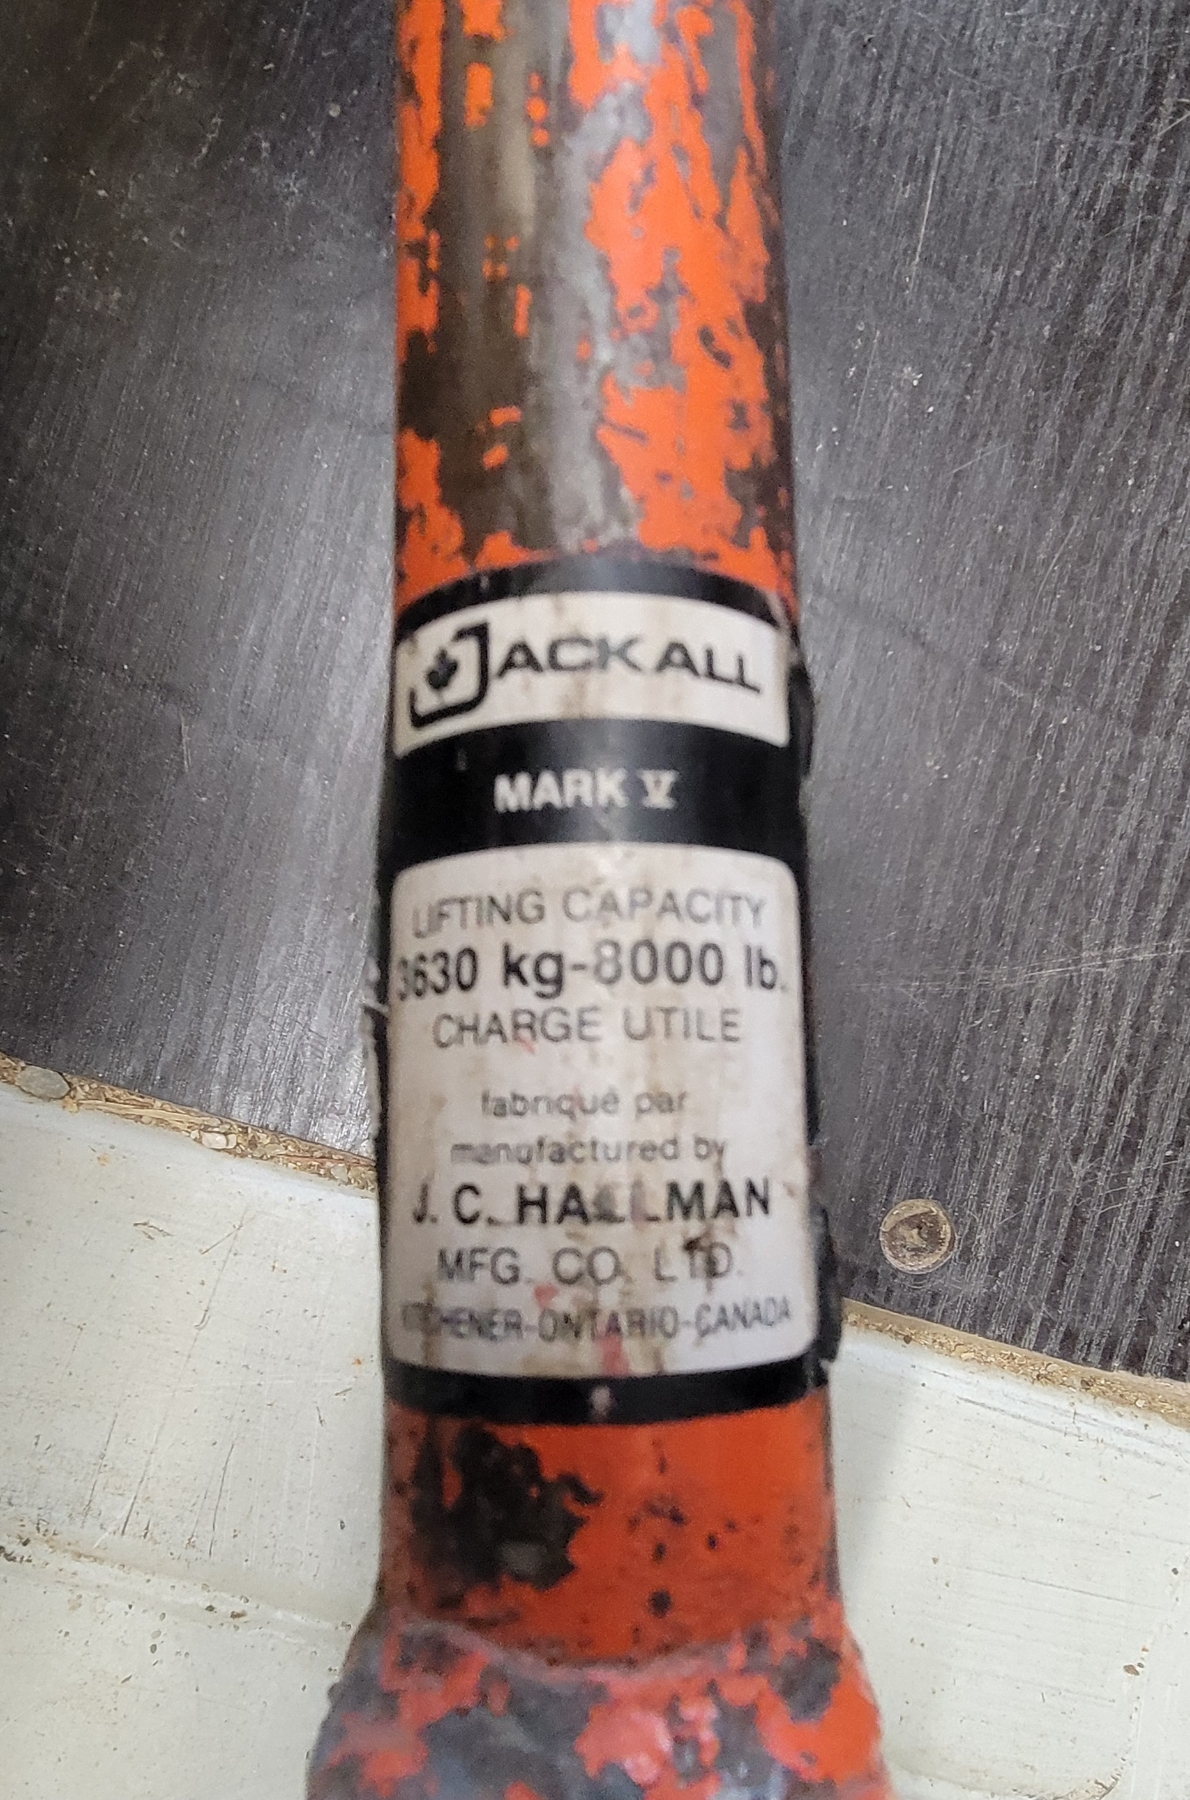 JACKALL
MARK V
LIFTING CAPACITY
3630 kg-8000 lb.
CHARGE UTILE
fabriqué par
manufactured by
J. C. HALLMAN
MFG. CO. LTD.
KITCHENER-ONTARIO-CANADA